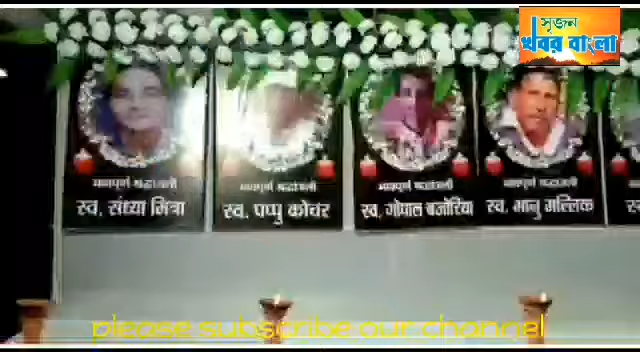 সৃজন
খবর বাংলা
भावपूर्ण श्रद्धांजली
स्व. संध्या मित्रा
भावपूर्ण श्रद्धांजली
स्व. पप्पु कोचर
भावपूर्ण श्रद्धांजली
स्व. गोपाल बजोरिया
भावपूर्ण श्रद्धांजली
स्व. भानु मल्लिक
please subscribe our channel